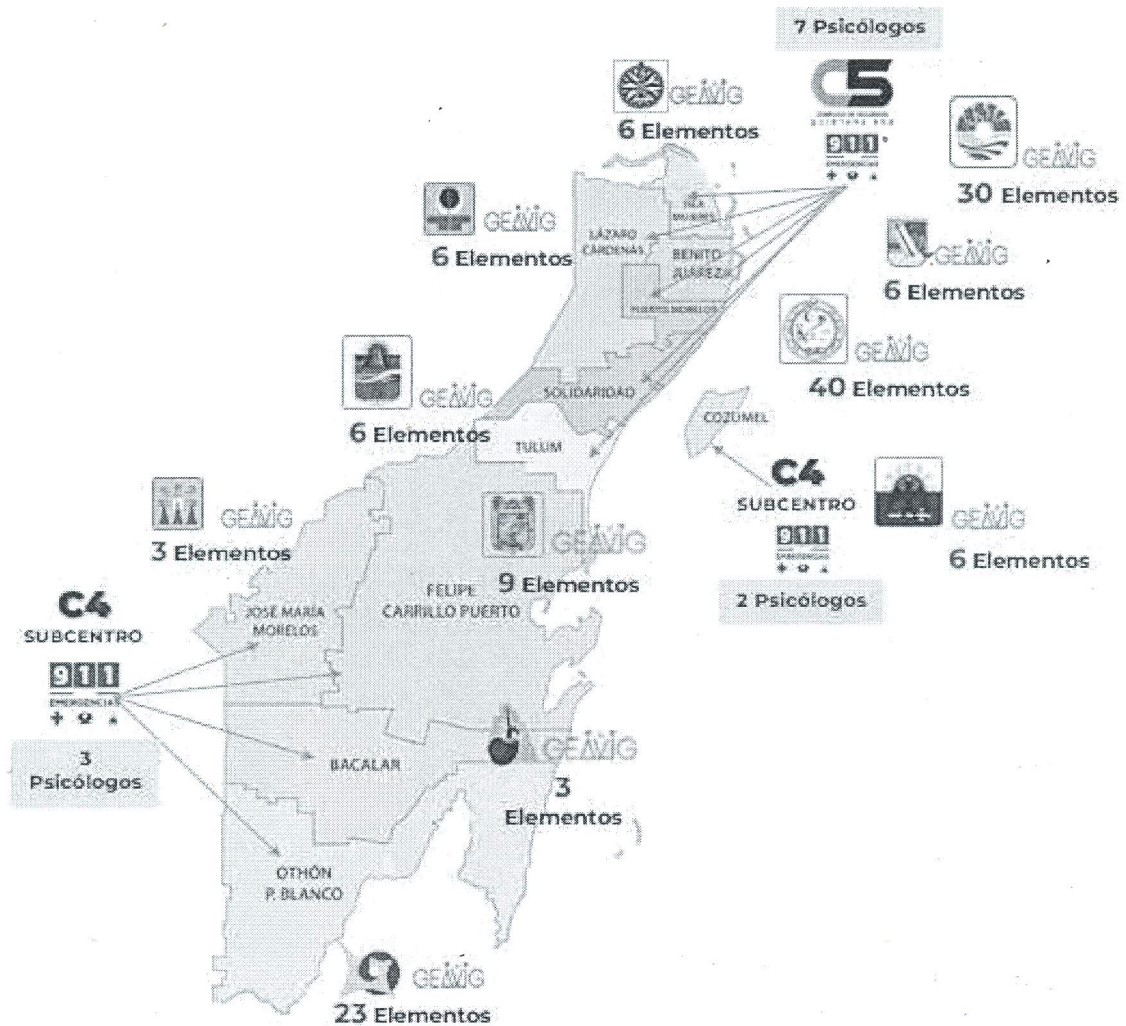 7 Psicólogos
C5
911
EMERGENCIAS
GEAVIG
6 Elementos
GEAVIG
30 Elementos
GEAVIG
6 Elementos
GEAVIG
6 Elementos
ISLA
MUJERES
LÁZARO
CÁRDENAS
BENITO
JUÁREZ
PUERTO MORELOS
GEAVIG
40 Elementos
GEAVIG
6 Elementos
SOLIDARIDAD
TULUM
COZUMEL
C4
SUBCENTRO
911
EMERGENCIAS
2 Psicólogos
GEAVIG
6 Elementos
GEAVIG
3 Elementos
GEAVIG
9 Elementos
FELIPE
CARRILLO PUERTO
JOSÉ MARÍA
MORELOS
C4
SUBCENTRO
911
EMERGENCIAS
3
Psicólogos
BACALAR
GEAVIG
3
Elementos
OTHÓN
P. BLANCO
GEAVIG
23 Elementos